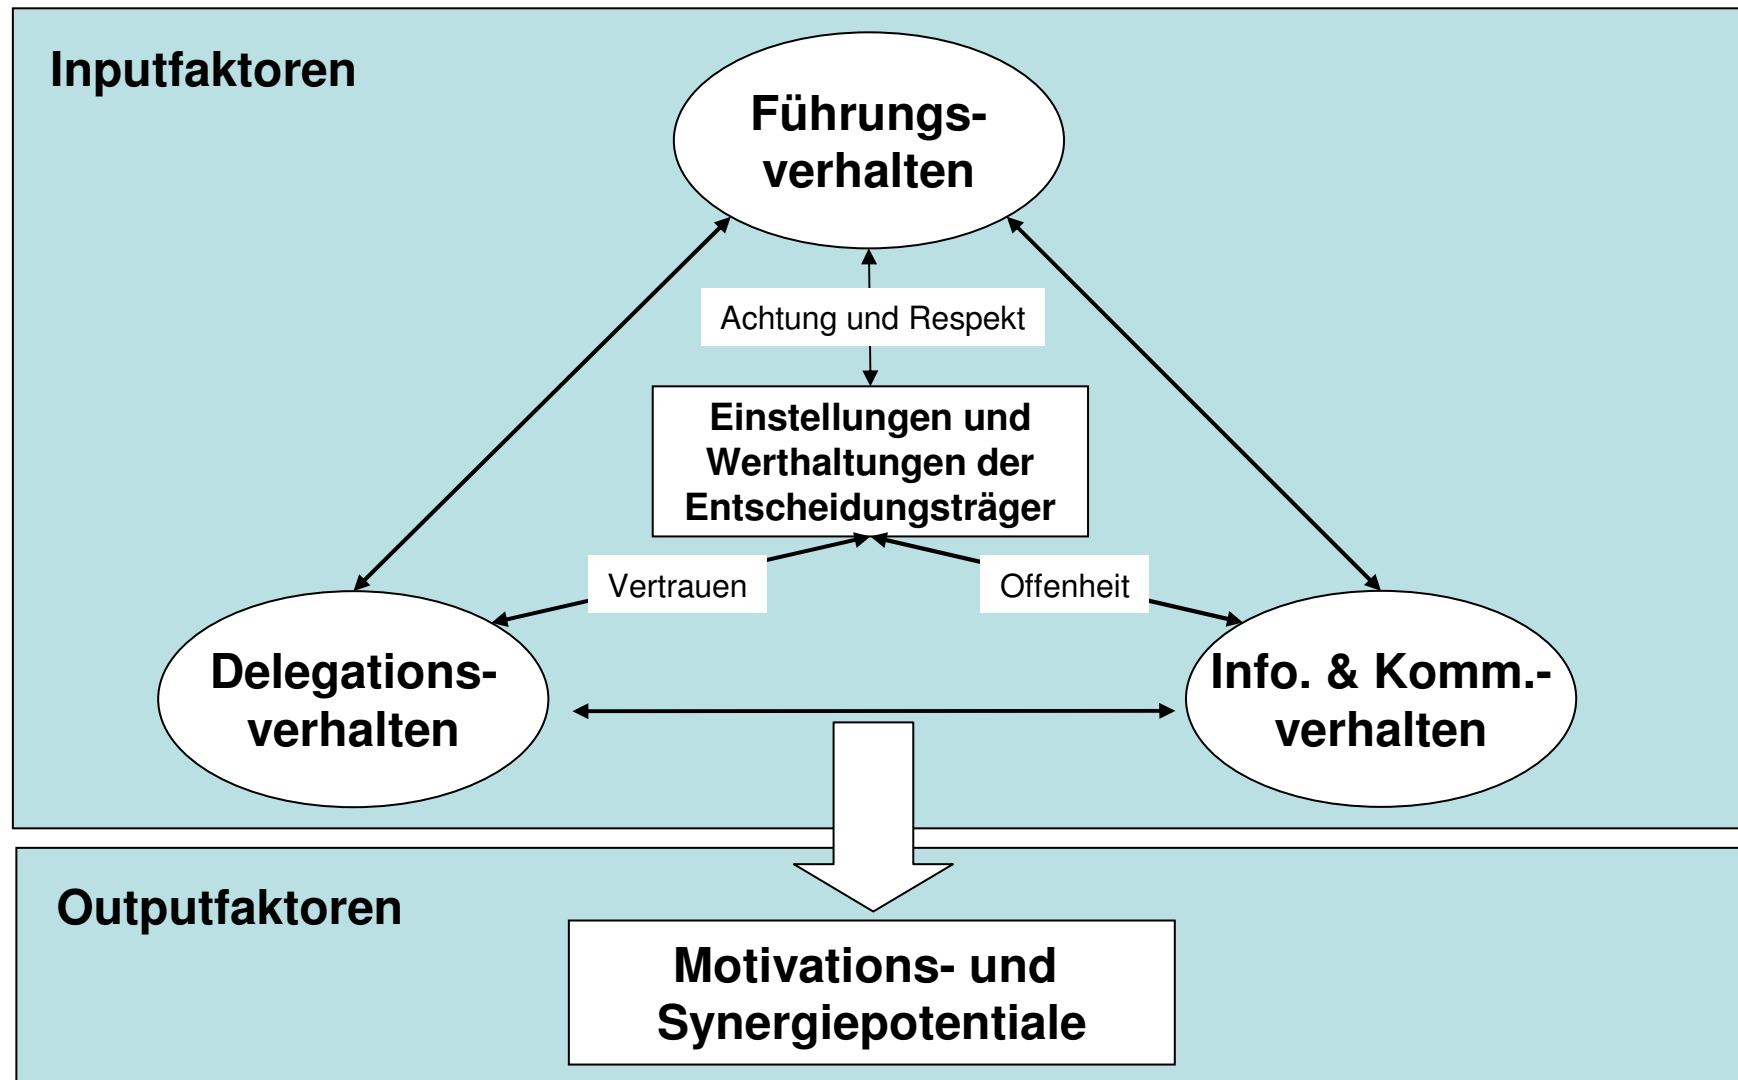 Inputfaktoren
Führungs-
verhalten
Achtung und Respekt
Einstellungen und
Werthaltungen der
Entscheidungsträger
Vertrauen
Offenheit
Delegations-
verhalten
Info. & Komm.-
verhalten
Outputfaktoren
Motivations- und
Synergiepotentiale